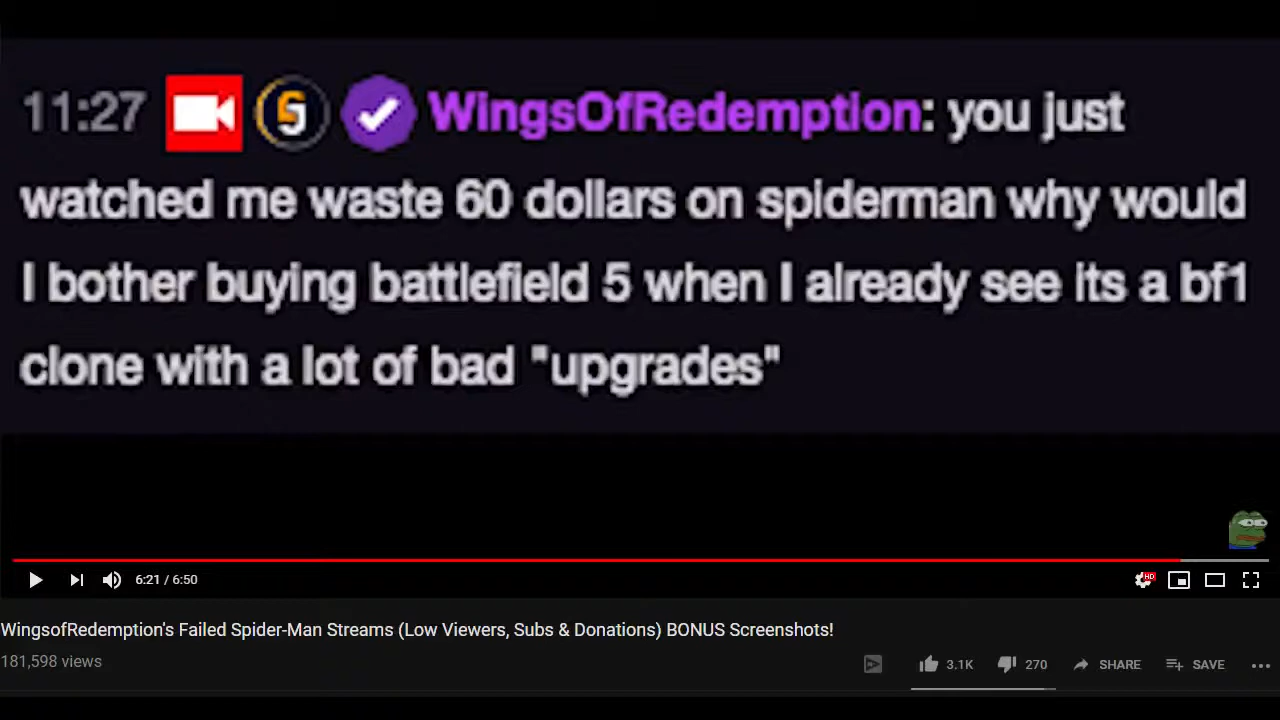 11:27 WingsOfRedemption: you just
watched me waste 60 dollars on spiderman why would
I bother buying battlefield 5 when I already see its a bf1
clone with a lot of bad "upgrades"
6:21 / 6:50
HD
WingsofRedemption's Failed Spider-Man Streams (Low Viewers, Subs & Donations) BONUS Screenshots!
181,598 views
3.1K 270 SHARE SAVE